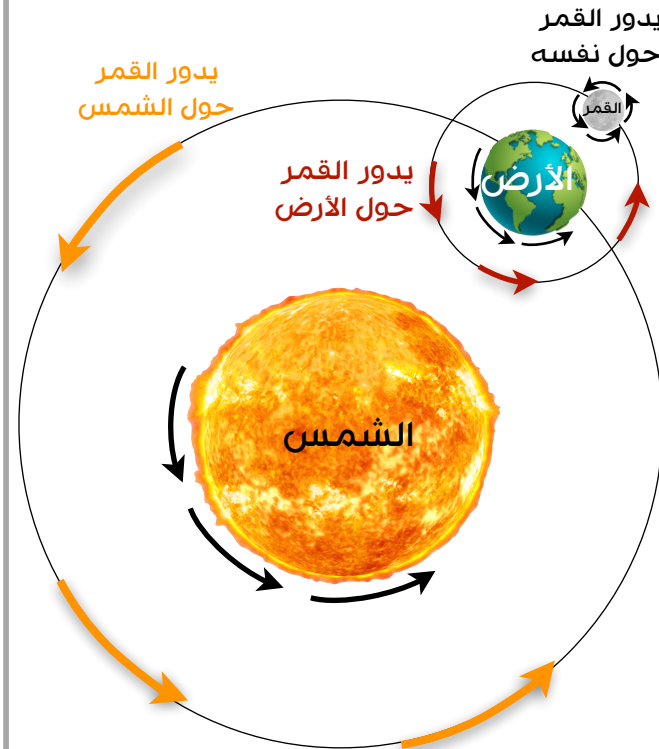 يدور القمر
حول نفسه
يدور القمر
حول الشمس
القمر
الأرض
يدور القمر
حول الأرض
الشمس